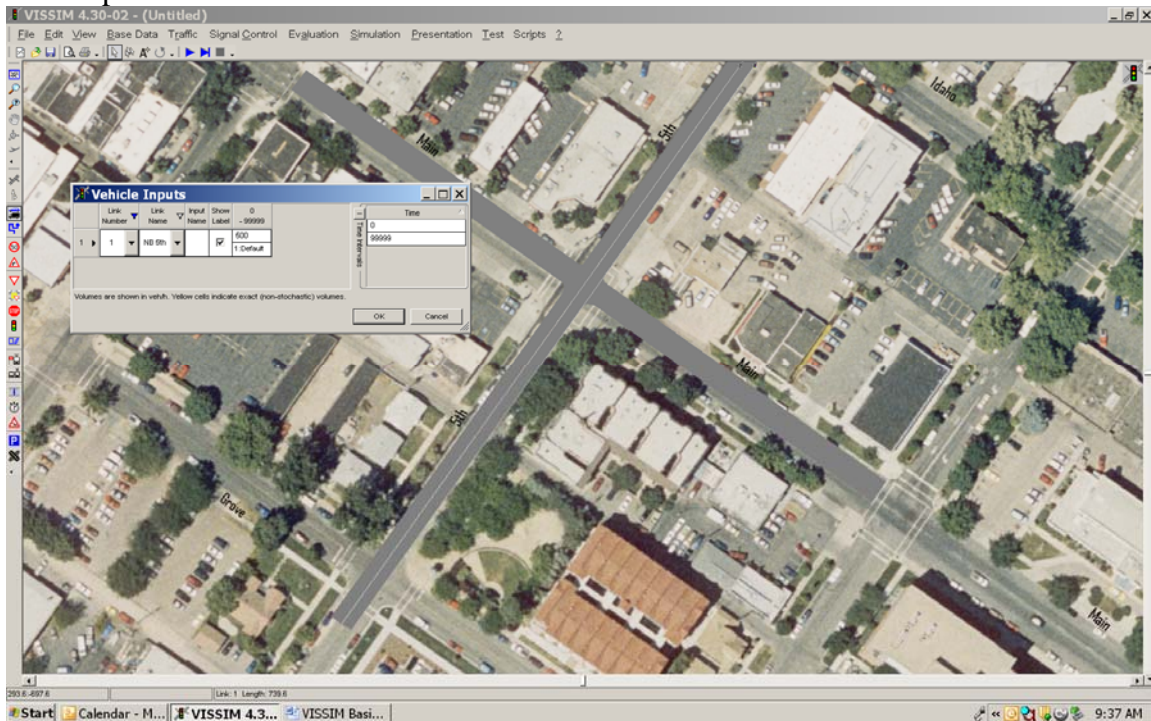 VISSIM 4.30-02 - (Untitled)
File Edit View Base Data Traffic Signal Control Evaluation Simulation Presentation Test Scripts ?
Idaho
5th
Main
Vehicle Inputs
Link Number Link Name Input Name Show Label 0 - 99999
1 1 NB 5th 600
1:Default
Time
0
99999
Time Intervals
Volumes are shown in veh/h. Yellow cells indicate exact (non-stochastic) volumes.
OK Cancel
Main
5th
Grove
Main
293.6:-697.6 Link: 1 Length: 739.6
Start Calendar - M... VISSIM 4.3... VISSIM Basi... 9:37 AM